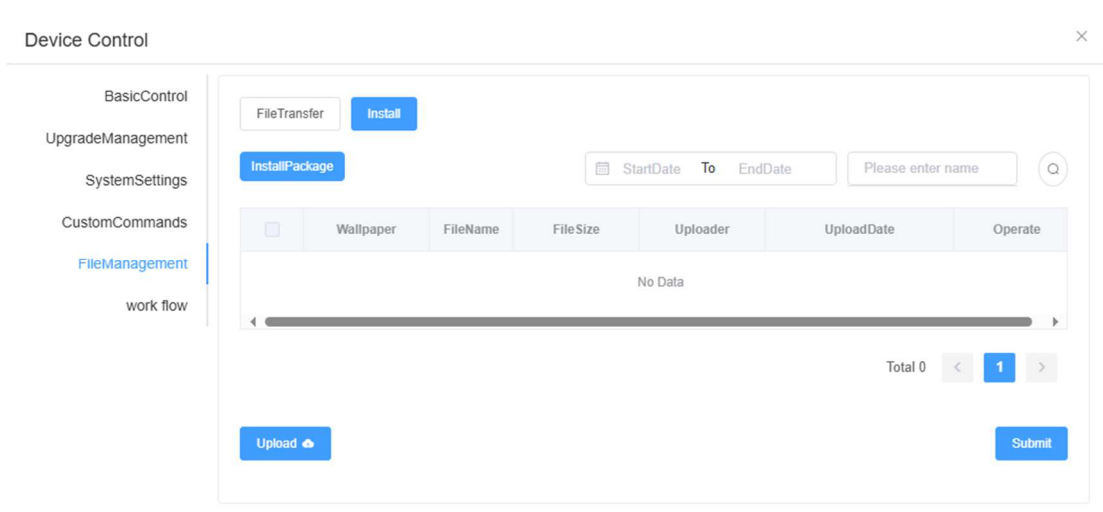 Device Control
BasicControl
UpgradeManagement
SystemSettings
CustomCommands
FileManagement
work flow
FileTransfer Install
InstallPackage StartDate To EndDate Please enter name
Wallpaper FileName FileSize Uploader UploadDate Operate
No Data
Total 0 < 1 >
Upload Submit